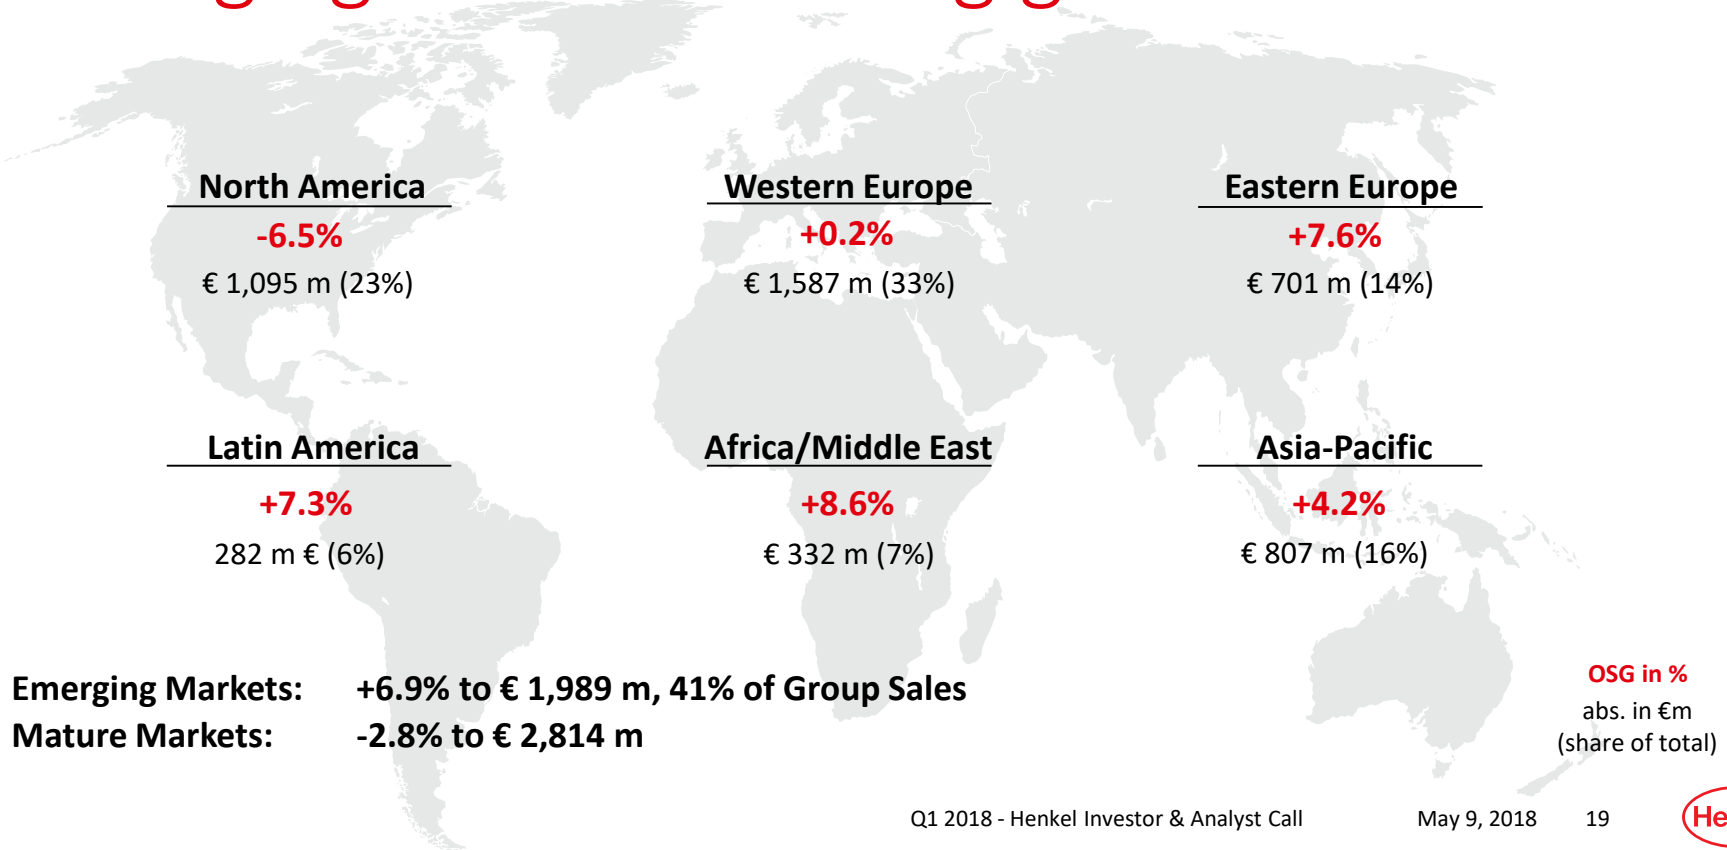 North America
-6.5%
€ 1,095 m (23%)
Western Europe
+0.2%
€ 1,587 m (33%)
Eastern Europe
+7.6%
€ 701 m (14%)
Latin America
+7.3%
282 m € (6%)
Africa/Middle East
+8.6%
€ 332 m (7%)
Asia-Pacific
+4.2%
€ 807 m (16%)
Emerging Markets: +6.9% to € 1,989 m, 41% of Group Sales
Mature Markets: -2.8% to € 2,814 m
OSG in %
abs. in €m
(share of total)
Q1 2018 - Henkel Investor & Analyst Call May 9, 2018 19
He